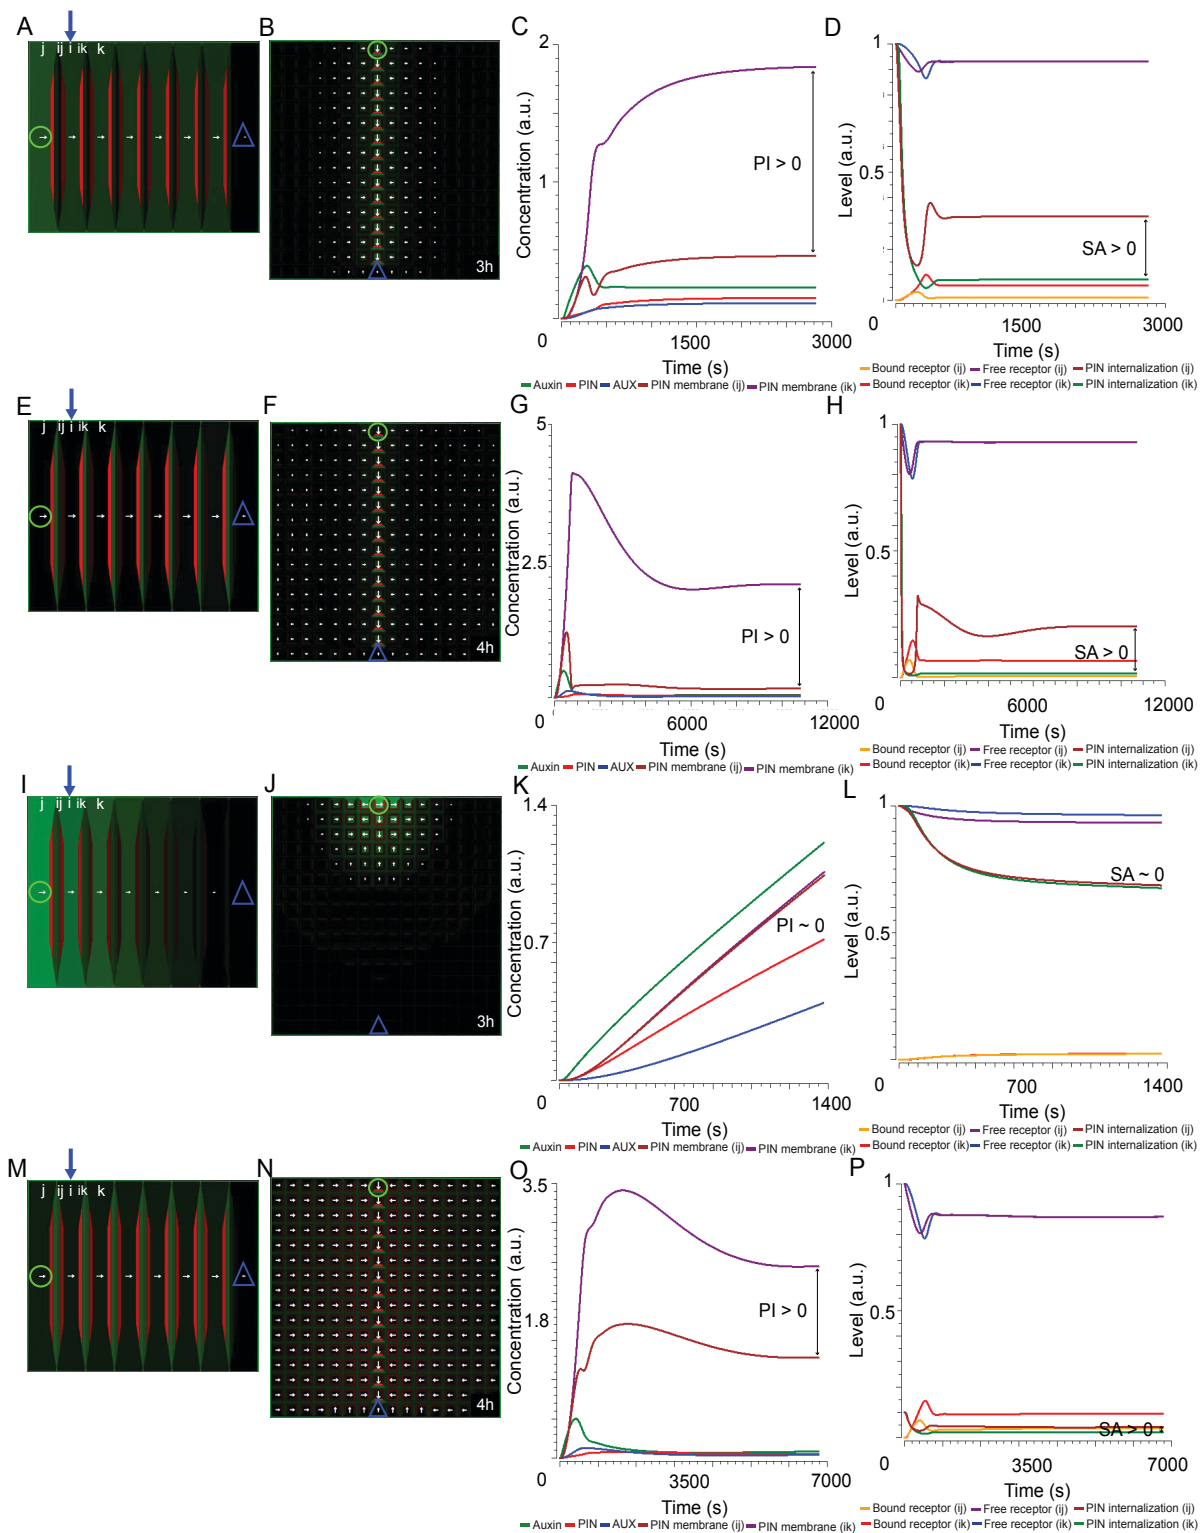 A
j ij i ik k
B
3h
C
Concentration (a.u.)
2
1
0
PI > 0
1500
3000
Time (s)
Auxin PIN AUX PIN membrane (ij) PIN membrane (ik)
D
Level (a.u.)
1
0.5
0
SA > 0
1500
3000
Time (s)
Bound receptor (ij) Free receptor (ij) PIN internalization (ij)
Bound receptor (ik) Free receptor (ik) PIN internalization (ik)
E
j ij i ik k
F
4h
G
Concentration (a.u.)
5
2.5
0
PI > 0
6000
12000
Time (s)
Auxin PIN AUX PIN membrane (ij) PIN membrane (ik)
H
Level (a.u.)
1
0.5
0
SA > 0
6000
12000
Time (s)
Bound receptor (ij) Free receptor (ij) PIN internalization (ij)
Bound receptor (ik) Free receptor (ik) PIN internalization (ik)
I
j ij i ik k
J
3h
K
Concentration (a.u.)
1.4
0.7
0
PI ~ 0
700
1400
Time (s)
Auxin PIN AUX PIN membrane (ij) PIN membrane (ik)
L
Level (a.u.)
1
0.5
0
SA ~ 0
700
1400
Time (s)
Bound receptor (ij) Free receptor (ij) PIN internalization (ij)
Bound receptor (ik) Free receptor (ik) PIN internalization (ik)
M
j ij i ik k
N
4h
O
Concentration (a.u.)
3.5
1.8
0
PI > 0
3500
7000
Time (s)
Auxin PIN AUX PIN membrane (ij) PIN membrane (ik)
P
Level (a.u.)
1
0.5
0
SA > 0
3500
7000
Time (s)
Bound receptor (ij) Free receptor (ij) PIN internalization (ij)
Bound receptor (ik) Free receptor (ik) PIN internalization (ik)